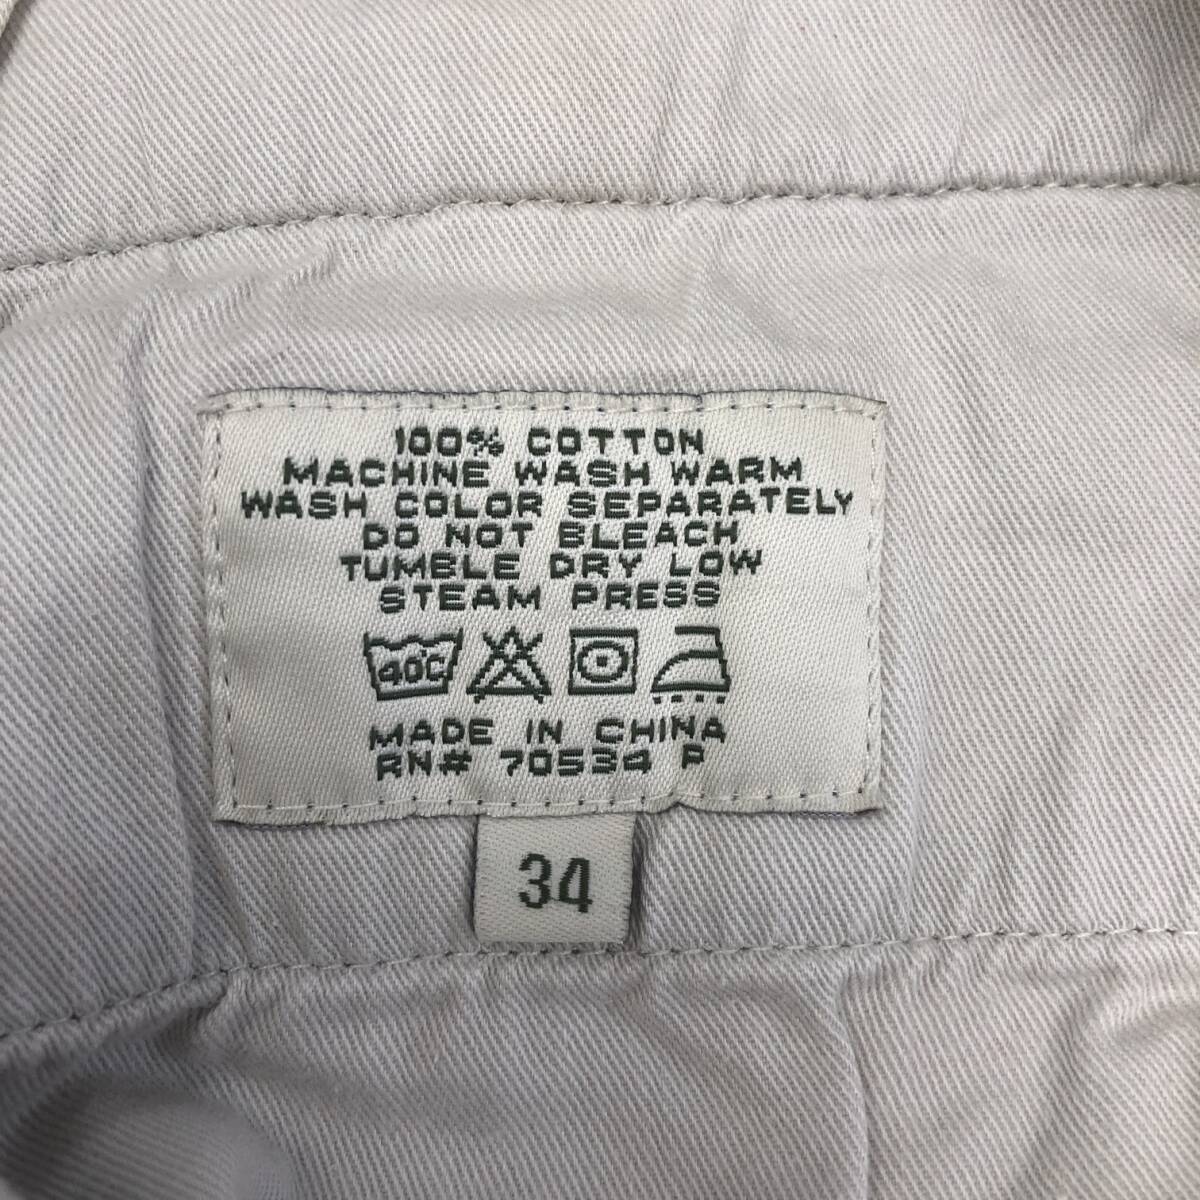 100% COTTON
MACHINE WASH WARM
WASH COLOR SEPARATELY
DO NOT BLEACH
TUMBLE DRY LOW
STEAM PRESS
40C
MADE IN CHINA
RN# 70534 P
34